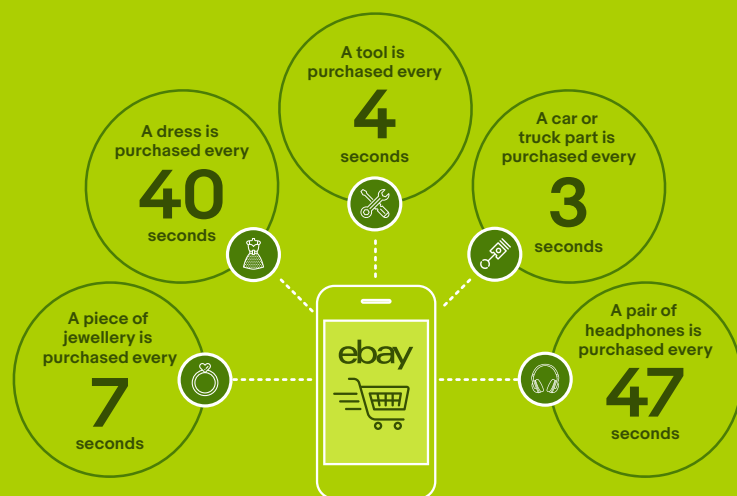 A tool is
purchased every
4
seconds
A dress is
purchased every
40
seconds
A car or
truck part is
purchased every
3
seconds
A piece of
jewellery is
purchased every
7
seconds
ebay
A pair of
headphones is
purchased every
47
seconds